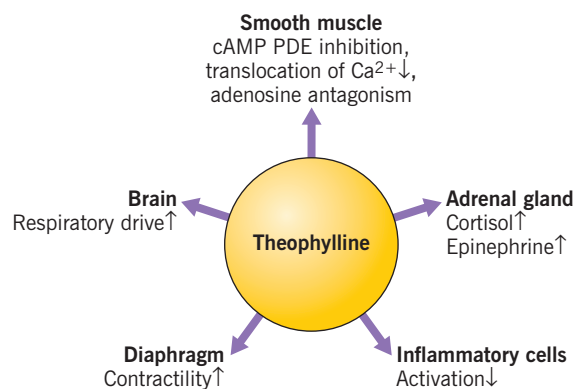 Smooth muscle
cAMP PDE inhibition,
translocation of Ca²⁺↓,
adenosine antagonism
Brain
Respiratory drive↑
Adrenal gland
Cortisol↑
Epinephrine↑
Theophylline
Diaphragm
Contractility↑
Inflammatory cells
Activation↓